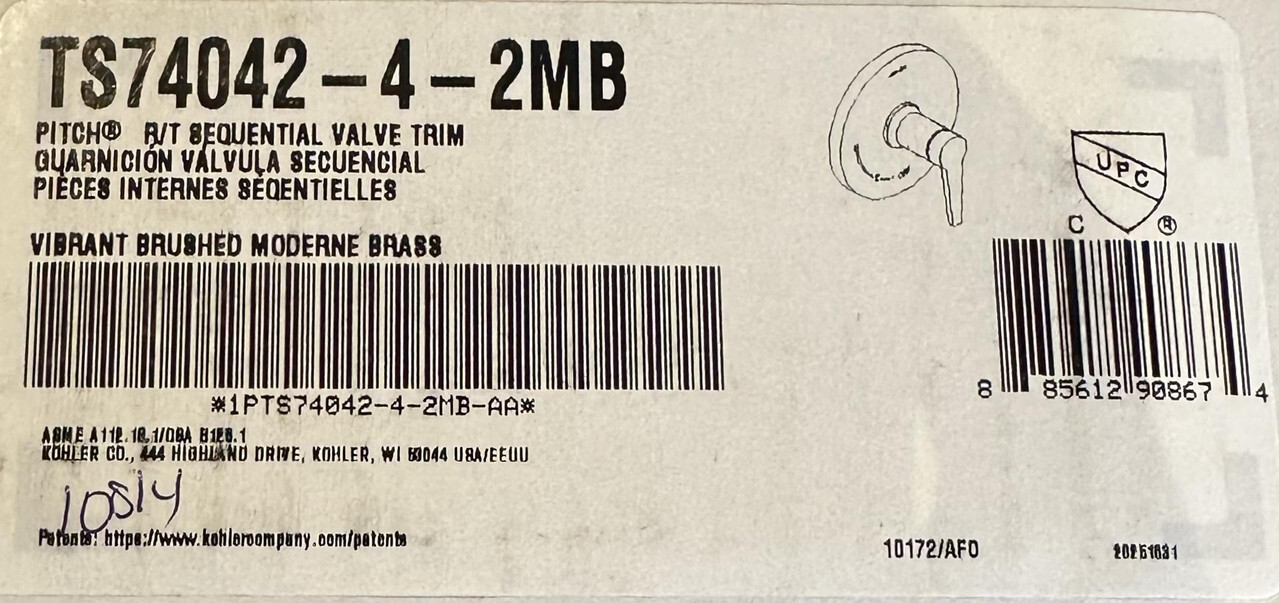 TS74042-4-2MB
PITCH® R/T SEQUENTIAL VALVE TRIM
GUARNICIÓN VÁLVULA SECUENCIAL
PIÈCES INTERNES SÉQENTIELLES
VIBRANT BRUSHED MODERNE BRASS
UPC
C ®
*1PTS74042-4-2MB-AA*
8 85612 90867 4
ASME A112.18.1/CSA B125.1
KOHLER CO., 444 HIGHLAND DRIVE, KOHLER, WI 53044 USA/EEUU
10514
Patents: https://www.kohlercompany.com/patents
10172/AF0